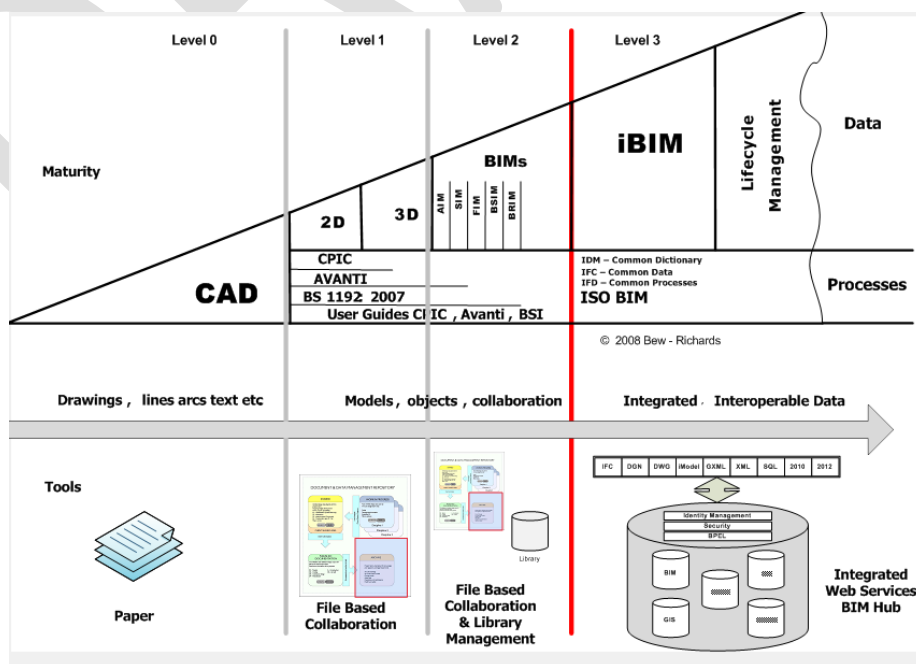 Level 0
Level 1
Level 2
Level 3
Maturity
Data
iBIM
Lifecycle
Management
BIMs
2D
3D
AIM
SIM
FIM
BSIM
BRIM
CAD
CPIC
AVANTI
BS 1192: 2007
User Guides CPIC , Avanti , BSI
IDM – Common Dictionary
IFC – Common Data
IFD – Common Processes
ISO BIM
Processes
© 2008 Bew - Richards
Drawings , lines arcs text etc
Models , objects , collaboration
Integrated , Interoperable Data
Tools
DOCUMENT & DATA MANAGEMENT REPOSITORY
IFC DGN DWG iModel GXML XML SQL 2010 2012
Identity Management
Security
BPEL
BIM
GIS
Library
Paper
File Based
Collaboration
File Based
Collaboration
& Library
Management
Integrated
Web Services
BIM Hub